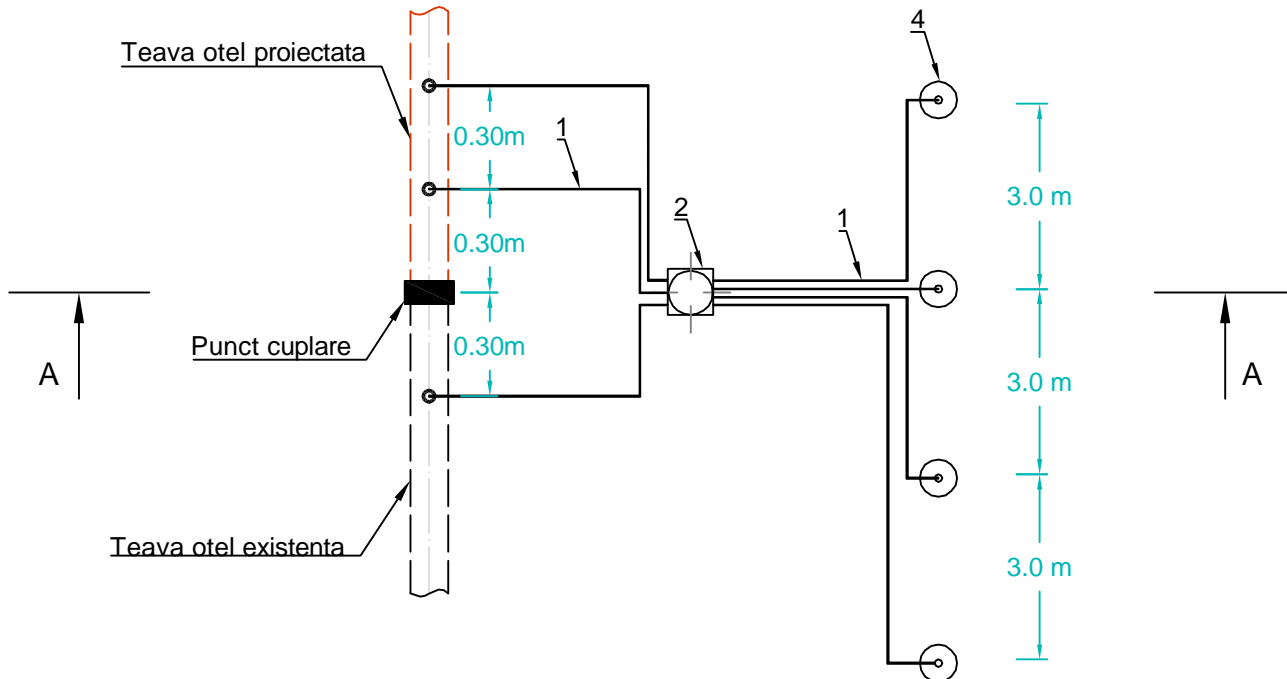 4
Teava otel proiectata
1
0.30m
3.0 m
2
0.30m
1
Punct cuplare
0.30m
A
A
3.0 m
Teava otel existenta
3.0 m